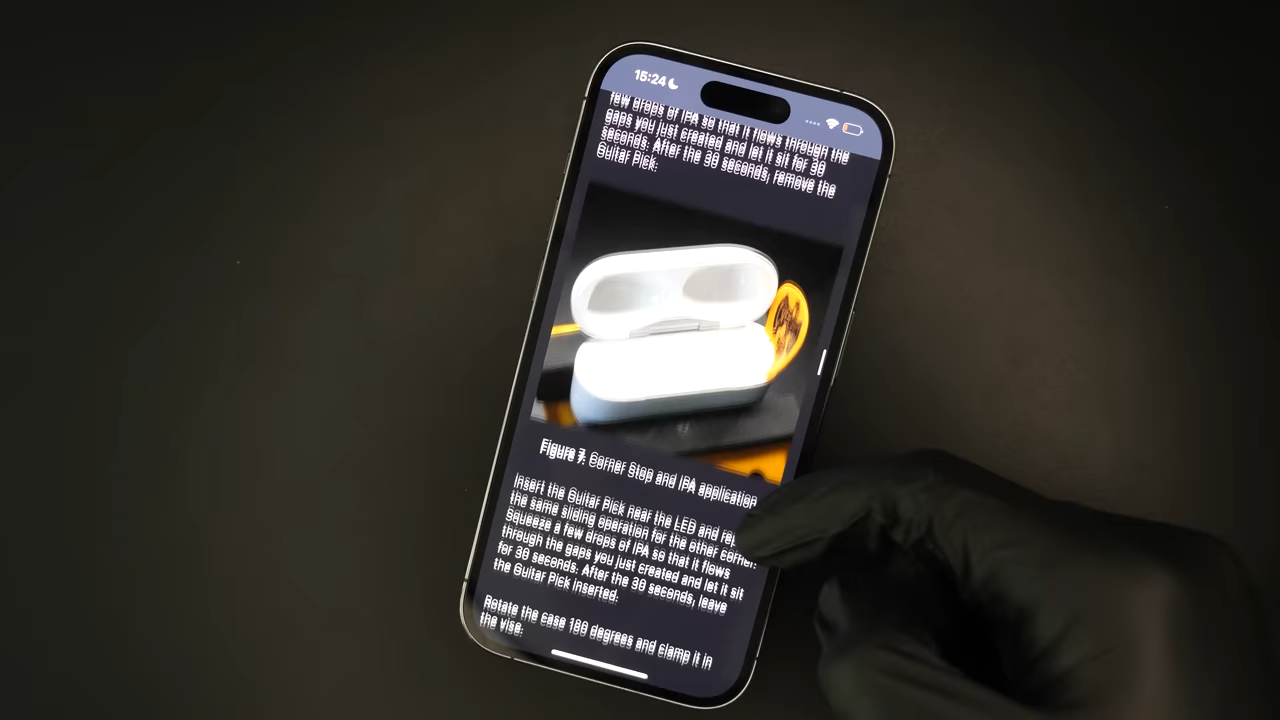 15:24
few drops of IPA so that it flows through the
gaps you just created and let it sit for 30
seconds. After the 30 seconds, remove the
Guitar Pick.
Figure 7. Corner Stop and IPA application
Insert the Guitar Pick near the LED and
the same sliding operation for the other corner.
Squeeze a few drops of IPA so that it flows
through the gaps you just created and let it sit
for 30 seconds. After the 30 seconds, leave
the Guitar Pick inserted.
Rotate the case 180 degrees and clamp it in
the vise.